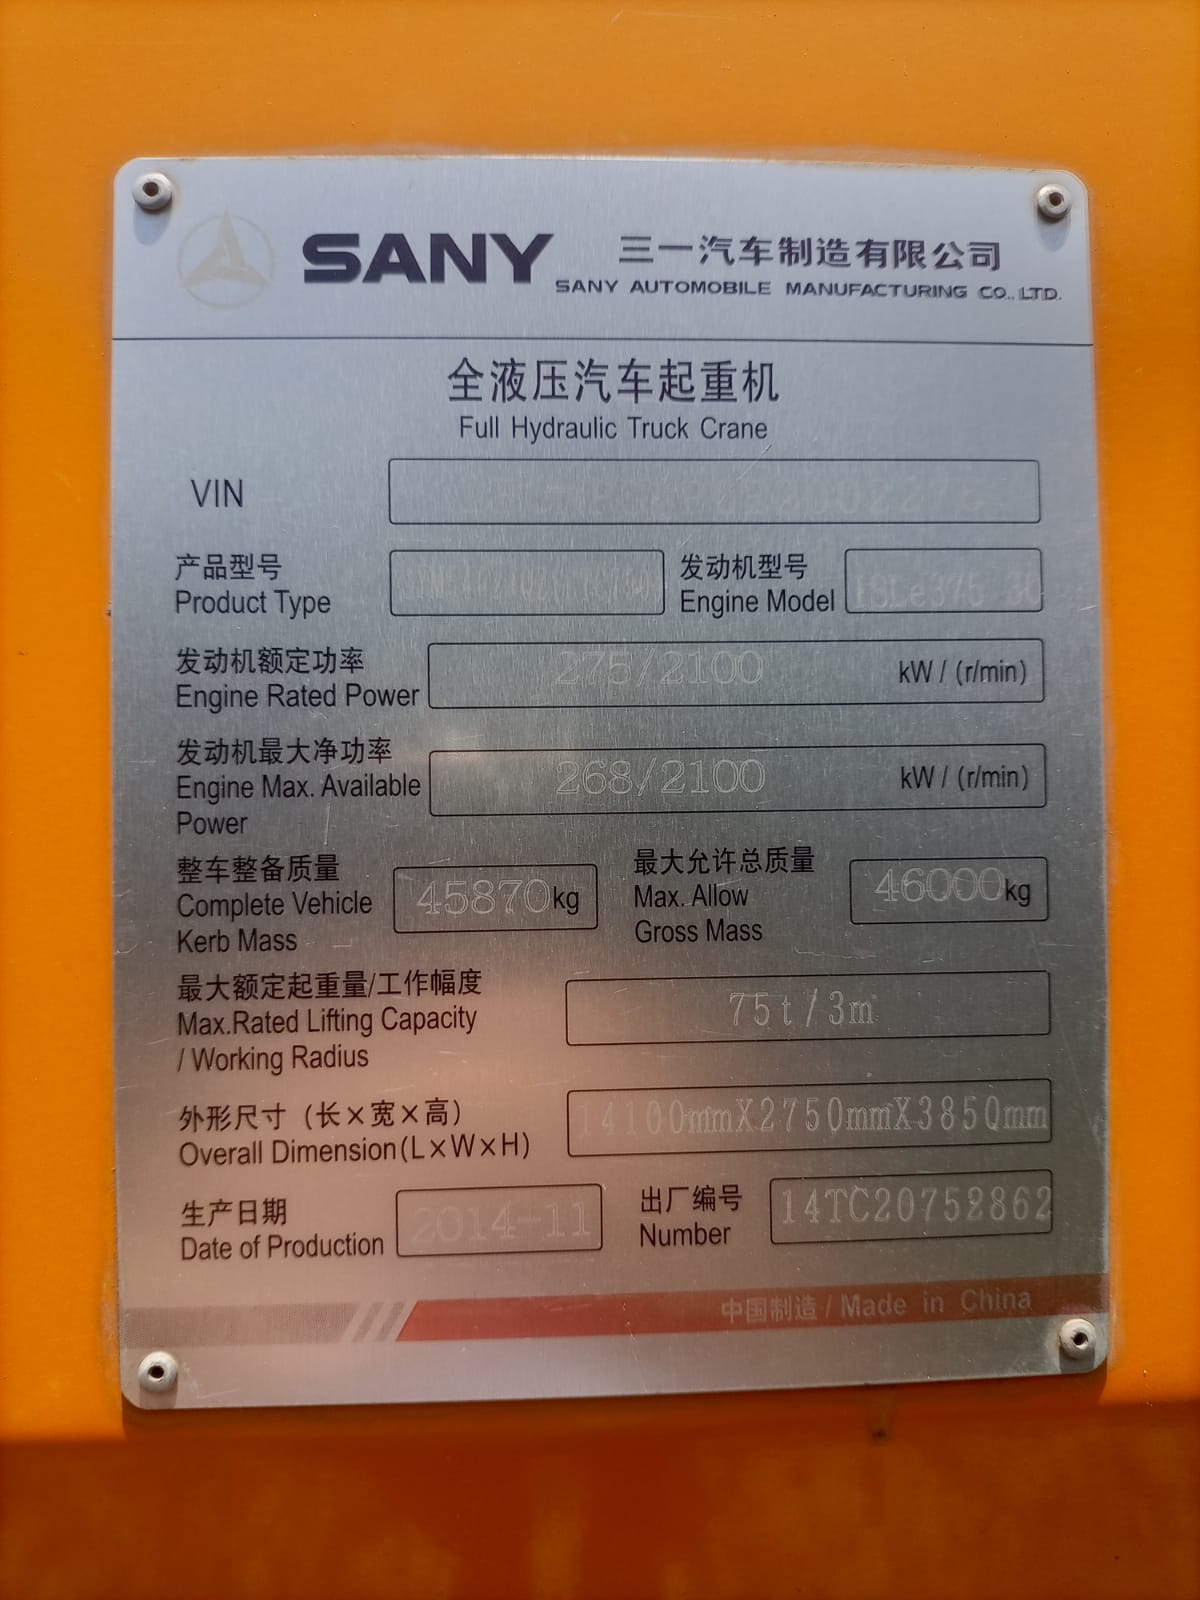 SANY 三一汽车制造有限公司
SANY AUTOMOBILE MANUFACTURING CO., LTD.
全液压汽车起重机
Full Hydraulic Truck Crane
VIN
产品型号
Product Type
发动机型号
Engine Model ISLe375 30
发动机额定功率
Engine Rated Power 275/2100 kW / (r/min)
发动机最大净功率
Engine Max. Available
Power 268/2100 kW / (r/min)
整车整备质量
Complete Vehicle
Kerb Mass 45870kg
最大允许总质量
Max. Allow
Gross Mass 46000kg
最大额定起重量/工作幅度
Max.Rated Lifting Capacity
/ Working Radius 75t/3m
外形尺寸 (长×宽×高)
Overall Dimension(L×W×H) 14100mmX2750mmX3850mm
生产日期
Date of Production 2014-11
出厂编号
Number 14TC20752862
中国制造 / Made in China